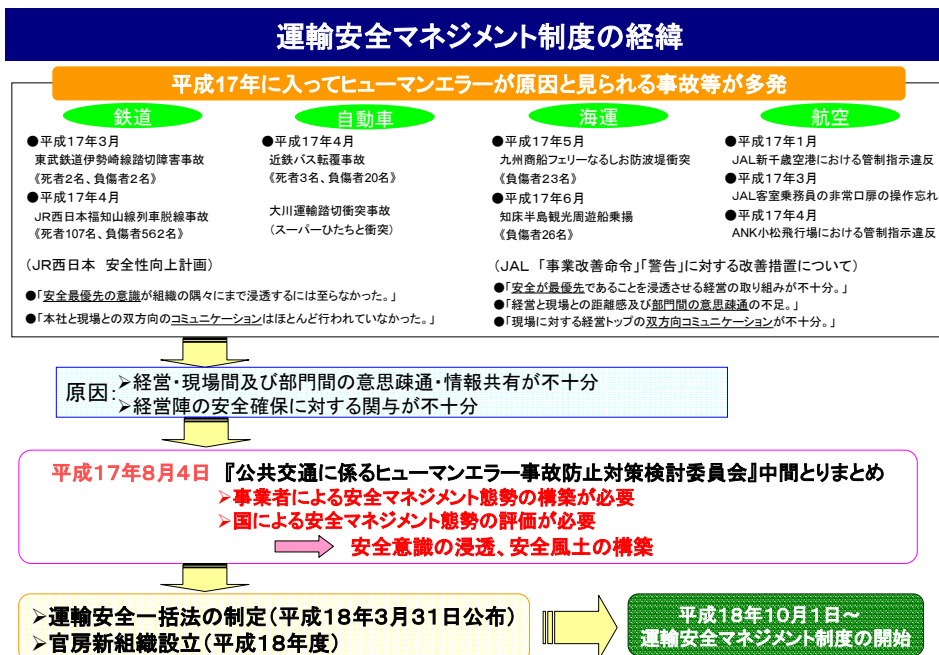 運輸安全マネジメント制度の経緯
平成17年に入ってヒューマンエラーが原因と見られる事故等が多発
鉄道
●平成17年3月
東武鉄道伊勢崎線踏切障害事故
《死者2名、負傷者2名》
●平成17年4月
JR西日本福知山線列車脱線事故
《死者107名、負傷者562名》
自動車
●平成17年4月
近鉄バス転覆事故
《死者3名、負傷者20名》
大川運輸踏切衝突事故
(スーパーひたちと衝突)
海運
●平成17年5月
九州商船フェリーなるしお防波堤衝突
《負傷者23名》
●平成17年6月
知床半島観光周遊船乗揚
《負傷者26名》
航空
●平成17年1月
JAL新千歳空港における管制指示違反
●平成17年3月
JAL客室乗務員の非常口扉の操作忘れ
●平成17年4月
ANK小松飛行場における管制指示違反
(JR西日本 安全性向上計画)
●「安全最優先の意識が組織の隅々にまで浸透するには至らなかった。」
●「本社と現場との双方向のコミュニケーションはほとんど行われていなかった。」
(JAL 「事業改善命令」「警告」に対する改善措置について)
●「安全が最優先であることを浸透させる経営の取り組みが不十分。」
●「経営と現場との距離感及び部門間の意思疎通の不足。」
●「現場に対する経営トップの双方向コミュニケーションが不十分。」
原因:➢経営・現場間及び部門間の意思疎通・情報共有が不十分
➢経営陣の安全確保に対する関与が不十分
平成17年8月4日 『公共交通に係るヒューマンエラー事故防止対策検討委員会』中間とりまとめ
➢事業者による安全マネジメント態勢の構築が必要
➢国による安全マネジメント態勢の評価が必要
安全意識の浸透、安全風土の構築
➢運輸安全一括法の制定(平成18年3月31日公布)
➢官房新組織設立(平成18年度)
平成18年10月1日～
運輸安全マネジメント制度の開始